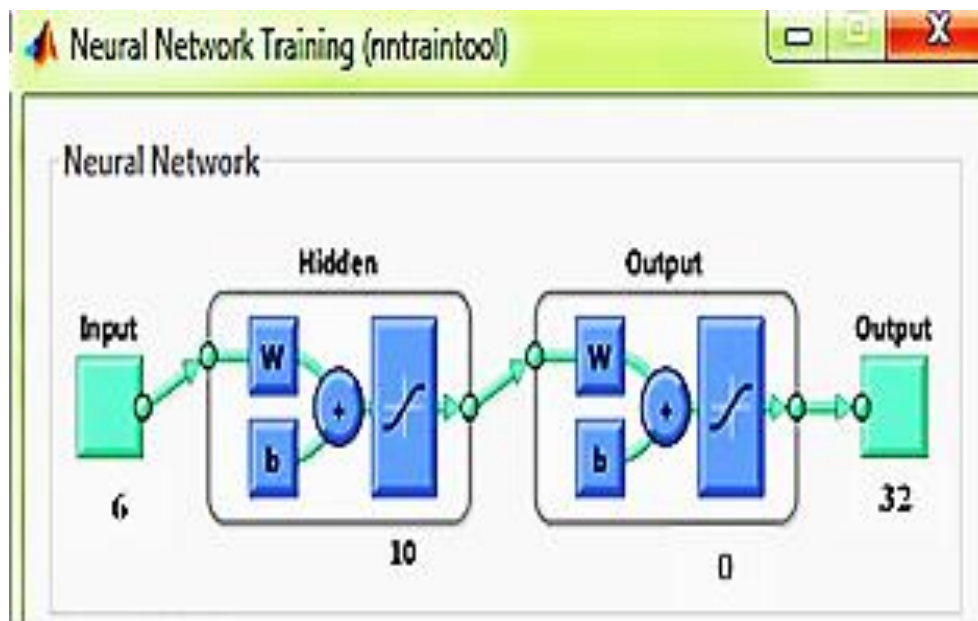 Neural Network Training (nntraintool)
X
Neural Network
Hidden
Output
Input
Output
W
W
+
+
b
b
6
32
10
0